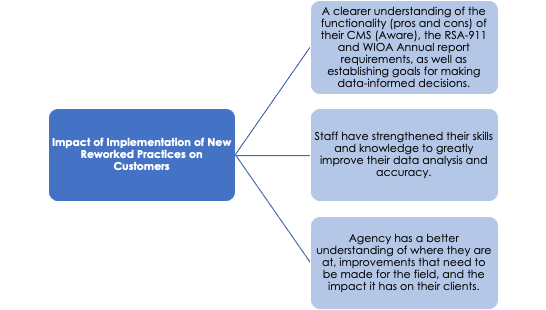 A clearer understanding of the
functionality (pros and cons) of
their CMS (Aware), the RSA-911
and WIOA Annual report
requirements, as well as
establishing goals for making
data-informed decisions.
Impact of Implementation of New
Reworked Practices on
Customers
Staff have strengthened their skills
and knowledge to greatly
improve their data analysis and
accuracy.
Agency has a better
understanding of where they are
at, improvements that need to
be made for the field, and the
impact it has on their clients.